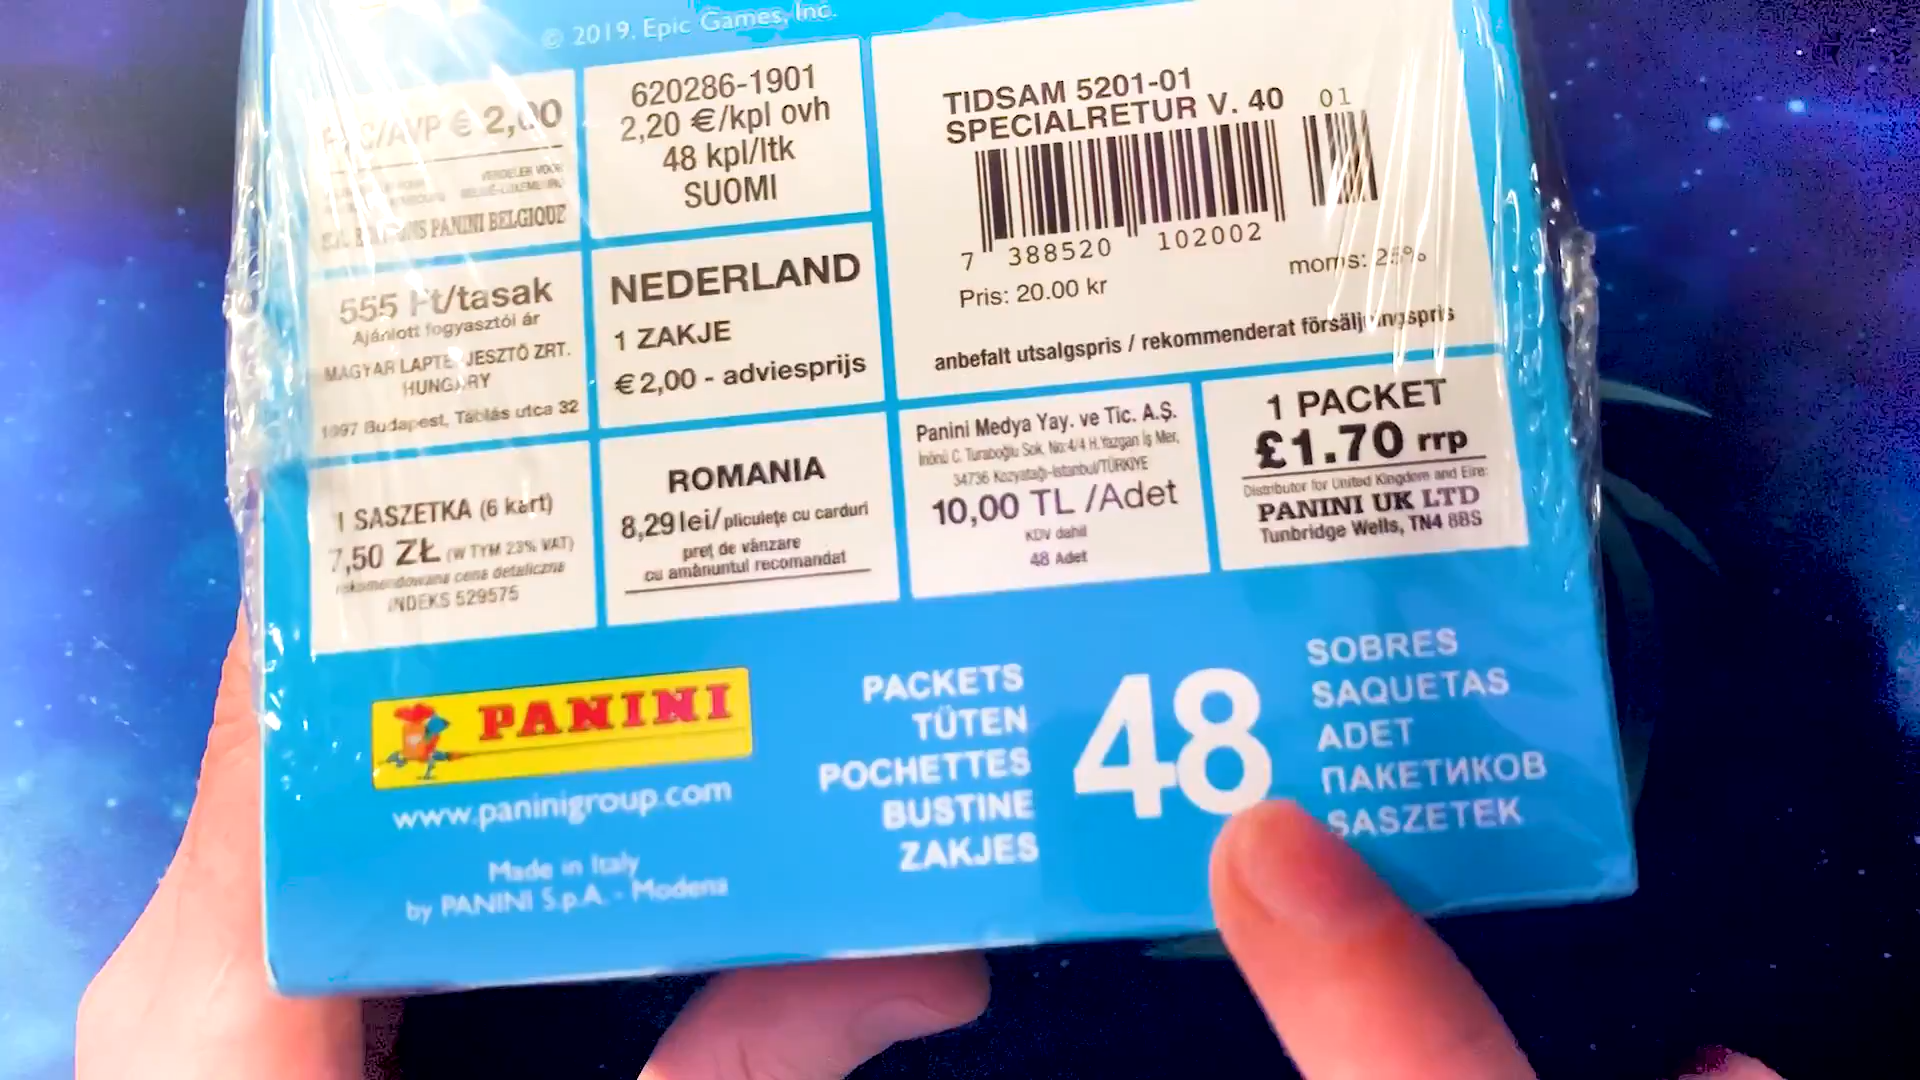 © 2019. Epic Games, Inc.
/AVP € 2,00
VERDELER VOOR
PANINI BELGIQUE
620286-1901
2,20 €/kpl ovh
48 kpl/ltk
SUOMI
TIDSAM 5201-01
SPECIALRETUR V. 40
01
7 388520 102002
Pris: 20.00 kr
moms: 25%
anbefalt utsalgspris / rekommenderat försäljningspris
555 Ft/tasak
Ajánlott fogyasztói ár
MAGYAR ZRT.
HUNGARY
1097 Budapest, Táblás utca 32
NEDERLAND
1 ZAKJE
€ 2,00 - adviesprijs
1 SASZETKA (6 kart)
7,50 ZŁ (W TYM 23% VAT)
rekomendowana cena detaliczna
INDEKS 529575
ROMANIA
8,29 lei/pliculețe cu carduri
preț de vânzare
cu amănuntul recomandat
Panini Medya Yay. ve Tic. A.Ş.
İnönü C. Turaboğlu Sok. No:4/4 H.Yazgan İş Mer,
34736 Kozyatağı-Istanbul/TÜRKIYE
10,00 TL /Adet
KDV dahil
48 Adet
1 PACKET
£1.70 rrp
Distributor for United Kingdom and Eire:
PANINI UK LTD
Tunbridge Wells, TN4 8BS
PANINI
www.paninigroup.com
Made in Italy
by PANINI S.p.A. - Modena
PACKETS
TÜTEN
POCHETTES
BUSTINE
ZAKJES
48
SOBRES
SAQUETAS
ADET
ПАКЕТИКОВ
SASZETEK